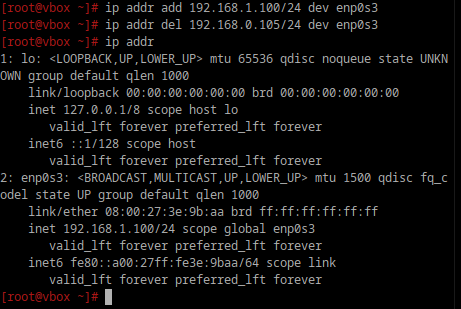 [root@vbox ~]# ip addr add 192.168.1.100/24 dev enp0s3
[root@vbox ~]# ip addr del 192.168.0.105/24 dev enp0s3
[root@vbox ~]# ip addr
1: lo: <LOOPBACK,UP,LOWER_UP> mtu 65536 qdisc noqueue state UNKN
OWN group default qlen 1000
    link/loopback 00:00:00:00:00:00 brd 00:00:00:00:00:00
    inet 127.0.0.1/8 scope host lo
       valid_lft forever preferred_lft forever
    inet6 ::1/128 scope host
       valid_lft forever preferred_lft forever
2: enp0s3: <BROADCAST,MULTICAST,UP,LOWER_UP> mtu 1500 qdisc fq_c
odel state UP group default qlen 1000
    link/ether 08:00:27:3e:9b:aa brd ff:ff:ff:ff:ff:ff
    inet 192.168.1.100/24 scope global enp0s3
       valid_lft forever preferred_lft forever
    inet6 fe80::a00:27ff:fe3e:9baa/64 scope link
       valid_lft forever preferred_lft forever
[root@vbox ~]#